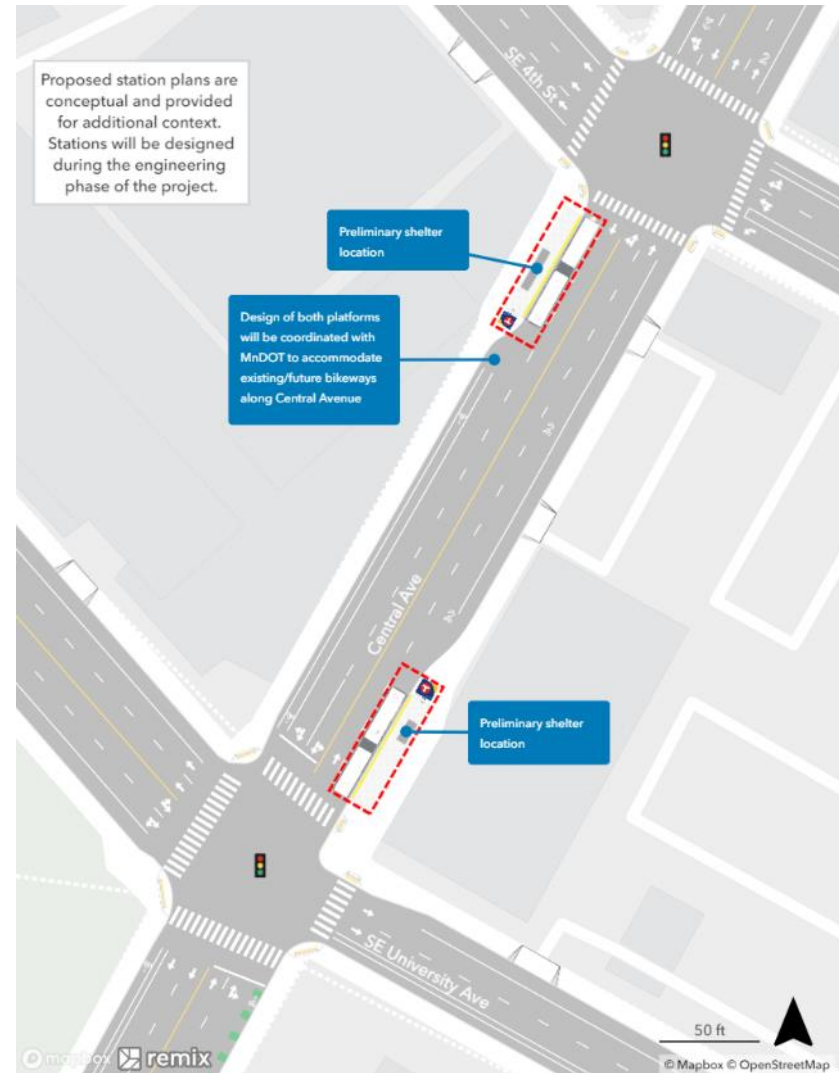 Proposed station plans are
conceptual and provided
for additional context.
Stations will be designed
during the engineering
phase of the project.
SE 4th St
Preliminary shelter
location
Design of both platforms
will be coordinated with
MnDOT to accommodate
existing/future bikeways
along Central Avenue
Central Ave
Preliminary shelter
location
SE University Ave
50 ft
mapbox remix
© Mapbox © OpenStreetMap